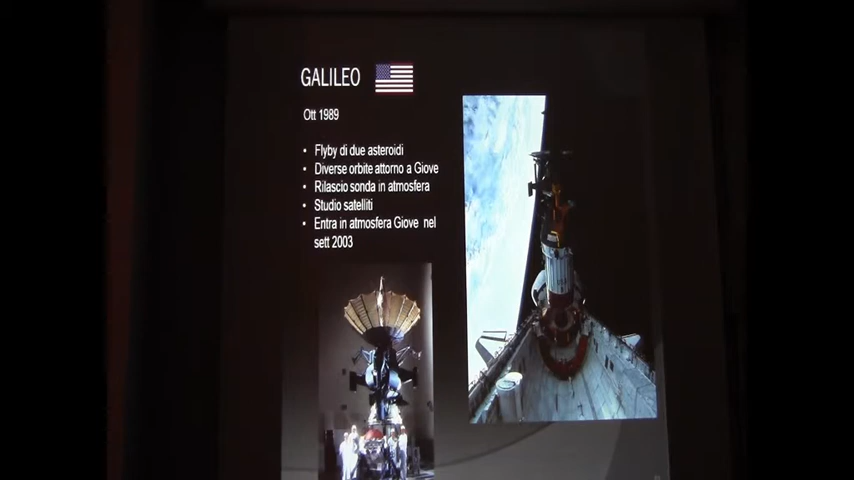 GALILEO
Ott 1989
• Flyby di due asteroidi
• Diverse orbite attorno a Giove
• Rilascio sonda in atmosfera
• Studio satelliti
• Entra in atmosfera Giove nel
sett 2003